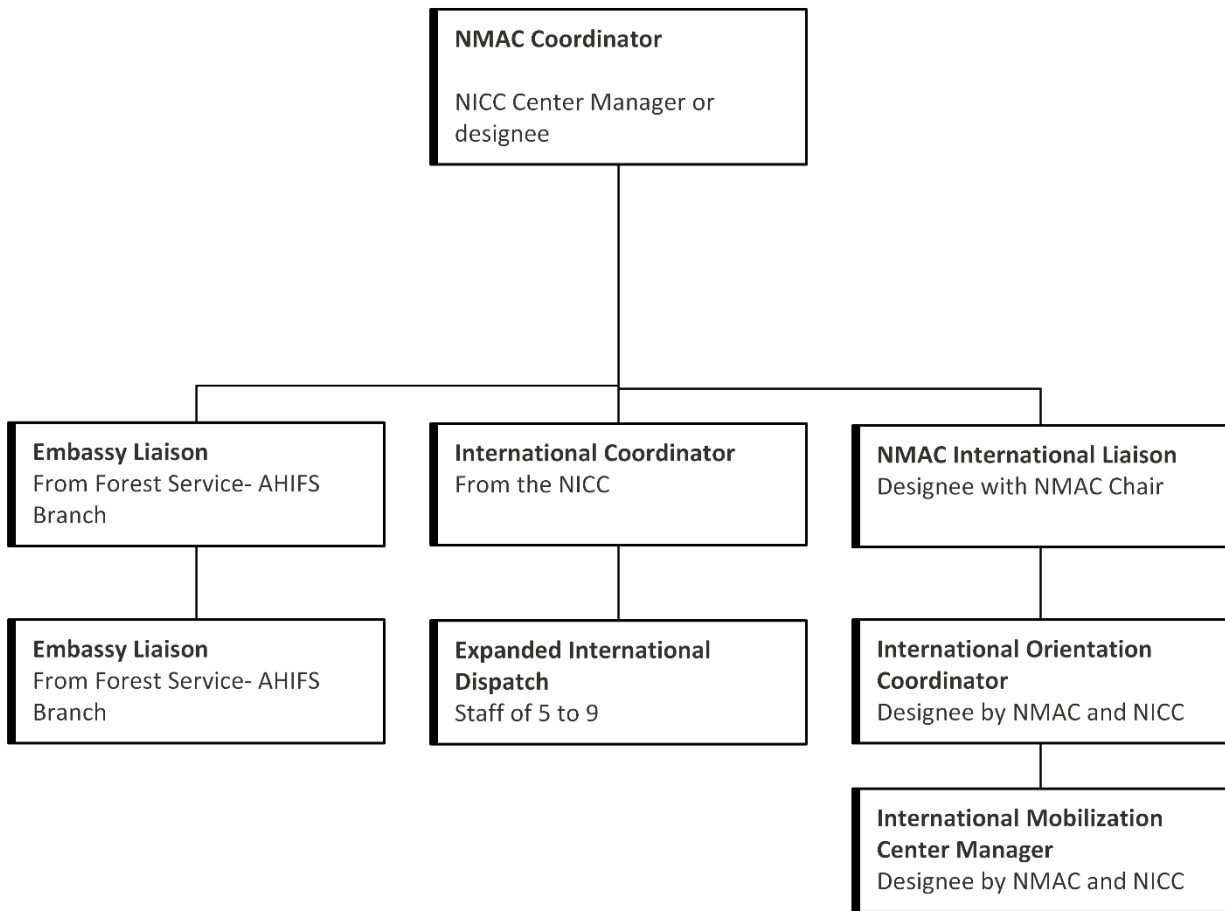 NMAC Coordinator
NICC Center Manager or
designee
Embassy Liaison
From Forest Service- AHIFS
Branch
International Coordinator
From the NICC
NMAC International Liaison
Designee with NMAC Chair
Embassy Liaison
From Forest Service- AHIFS
Branch
Expanded International
Dispatch
Staff of 5 to 9
International Orientation
Coordinator
Designee by NMAC and NICC
International Mobilization
Center Manager
Designee by NMAC and NICC